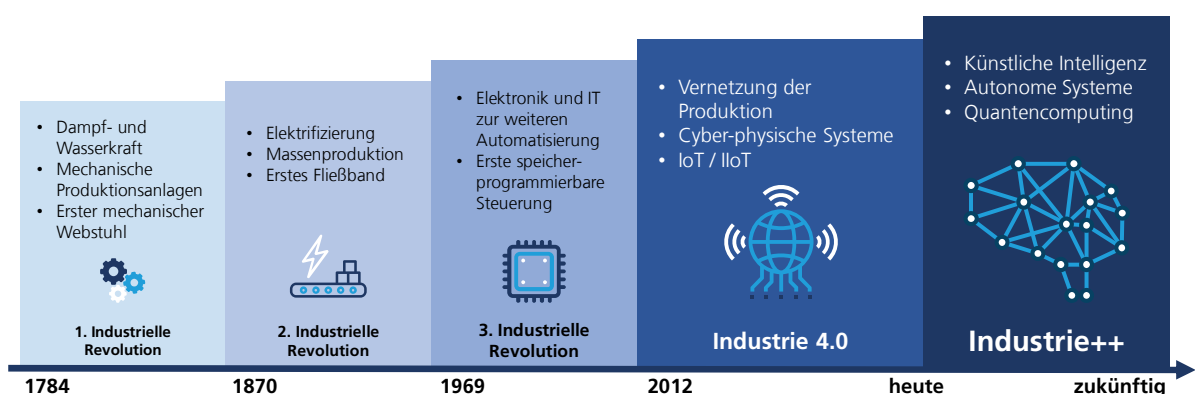 • Dampf- und
Wasserkraft
• Mechanische
Produktionsanlagen
• Erster mechanischer
Webstuhl
1. Industrielle
Revolution
• Elektrifizierung
• Massenproduktion
• Erstes Fließband
2. Industrielle
Revolution
• Elektronik und IT
zur weiteren
Automatisierung
• Erste speicher-
programmierbare
Steuerung
3. Industrielle
Revolution
• Vernetzung der
Produktion
• Cyber-physische Systeme
• IoT / IIoT
Industrie 4.0
• Künstliche Intelligenz
• Autonome Systeme
• Quantencomputing
Industrie++
1784
1870
1969
2012
heute
zukünftig